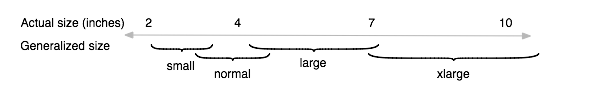 Actual size (inches) 2 4 7 10
Generalized size
small normal large xlarge